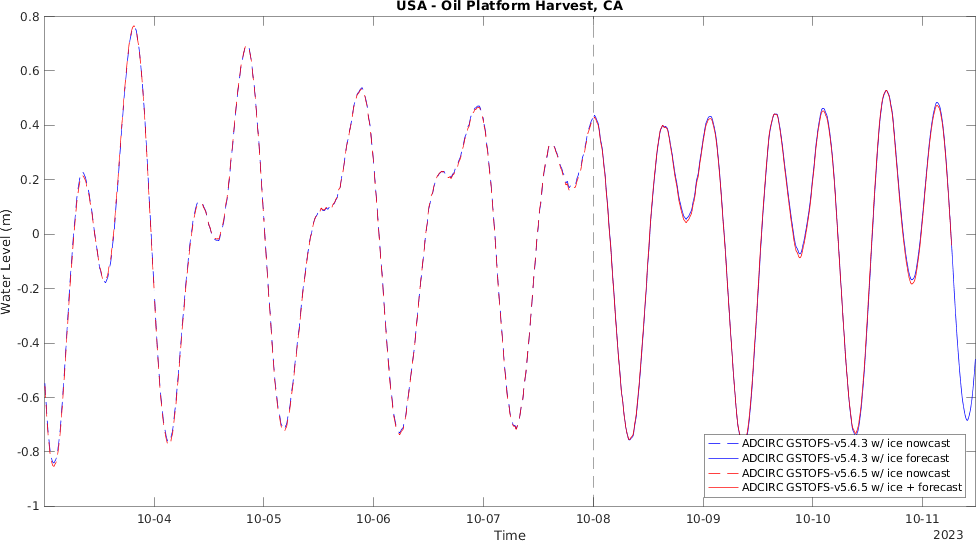 USA - Oil Platform Harvest, CA
0.8
0.6
0.4
0.2
0
-0.2
-0.4
-0.6
-0.8
-1
Water Level (m)
10-04
10-05
10-06
10-07
10-08
10-09
10-10
10-11
Time
2023
ADCIRC GSTOFS-v5.4.3 w/ ice nowcast
ADCIRC GSTOFS-v5.4.3 w/ ice forecast
ADCIRC GSTOFS-v5.6.5 w/ ice nowcast
ADCIRC GSTOFS-v5.6.5 w/ ice + forecast